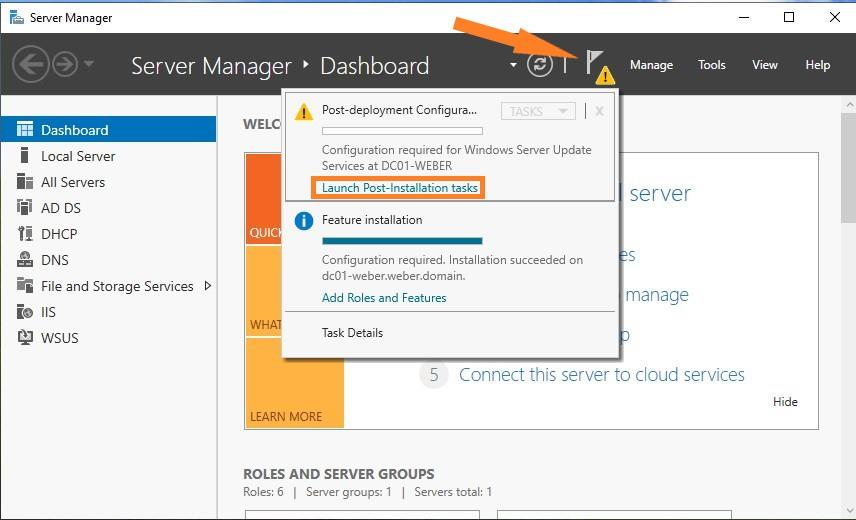 Server Manager
Server Manager ‣ Dashboard
Manage Tools View Help
Dashboard
Local Server
All Servers
AD DS
DHCP
DNS
File and Storage Services
IIS
WSUS
Post-deployment Configura...
TASKS
X
Configuration required for Windows Server Update
Services at DC01-WEBER
Launch Post-Installation tasks
Feature installation
Configuration required. Installation succeeded on
dc01-weber.weber.domain.
Add Roles and Features
Task Details
WELC
QUICK
WHAT
LEARN MORE
server
manage
5 Connect this server to cloud services
Hide
ROLES AND SERVER GROUPS
Roles: 6 | Server groups: 1 | Servers total: 1